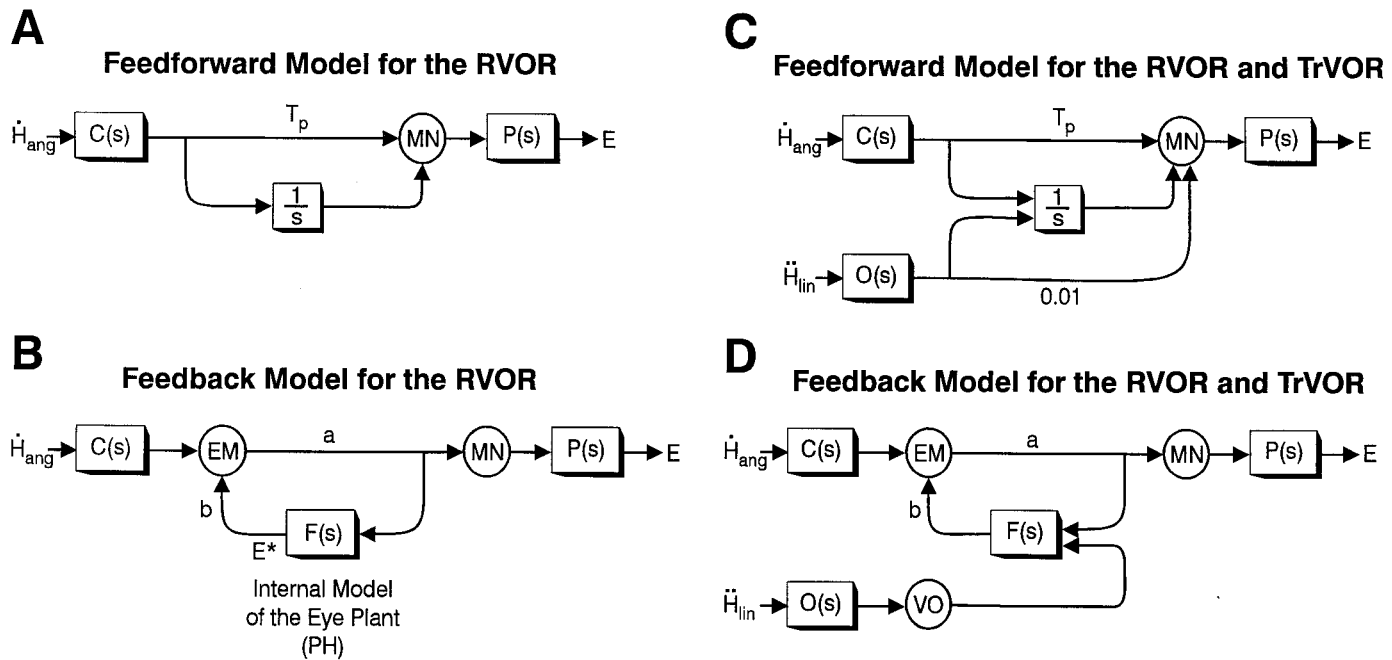 A
Feedforward Model for the RVOR
Ḣang
C(s)
Tp
MN
P(s)
E
1
s
B
Feedback Model for the RVOR
Ḣang
C(s)
EM
a
MN
P(s)
E
b
F(s)
E*
Internal Model
of the Eye Plant
(PH)
C
Feedforward Model for the RVOR and TrVOR
Ḣang
C(s)
Tp
MN
P(s)
E
1
s
Ḧlin
O(s)
0.01
D
Feedback Model for the RVOR and TrVOR
Ḣang
C(s)
EM
a
MN
P(s)
E
b
F(s)
Ḧlin
O(s)
VO